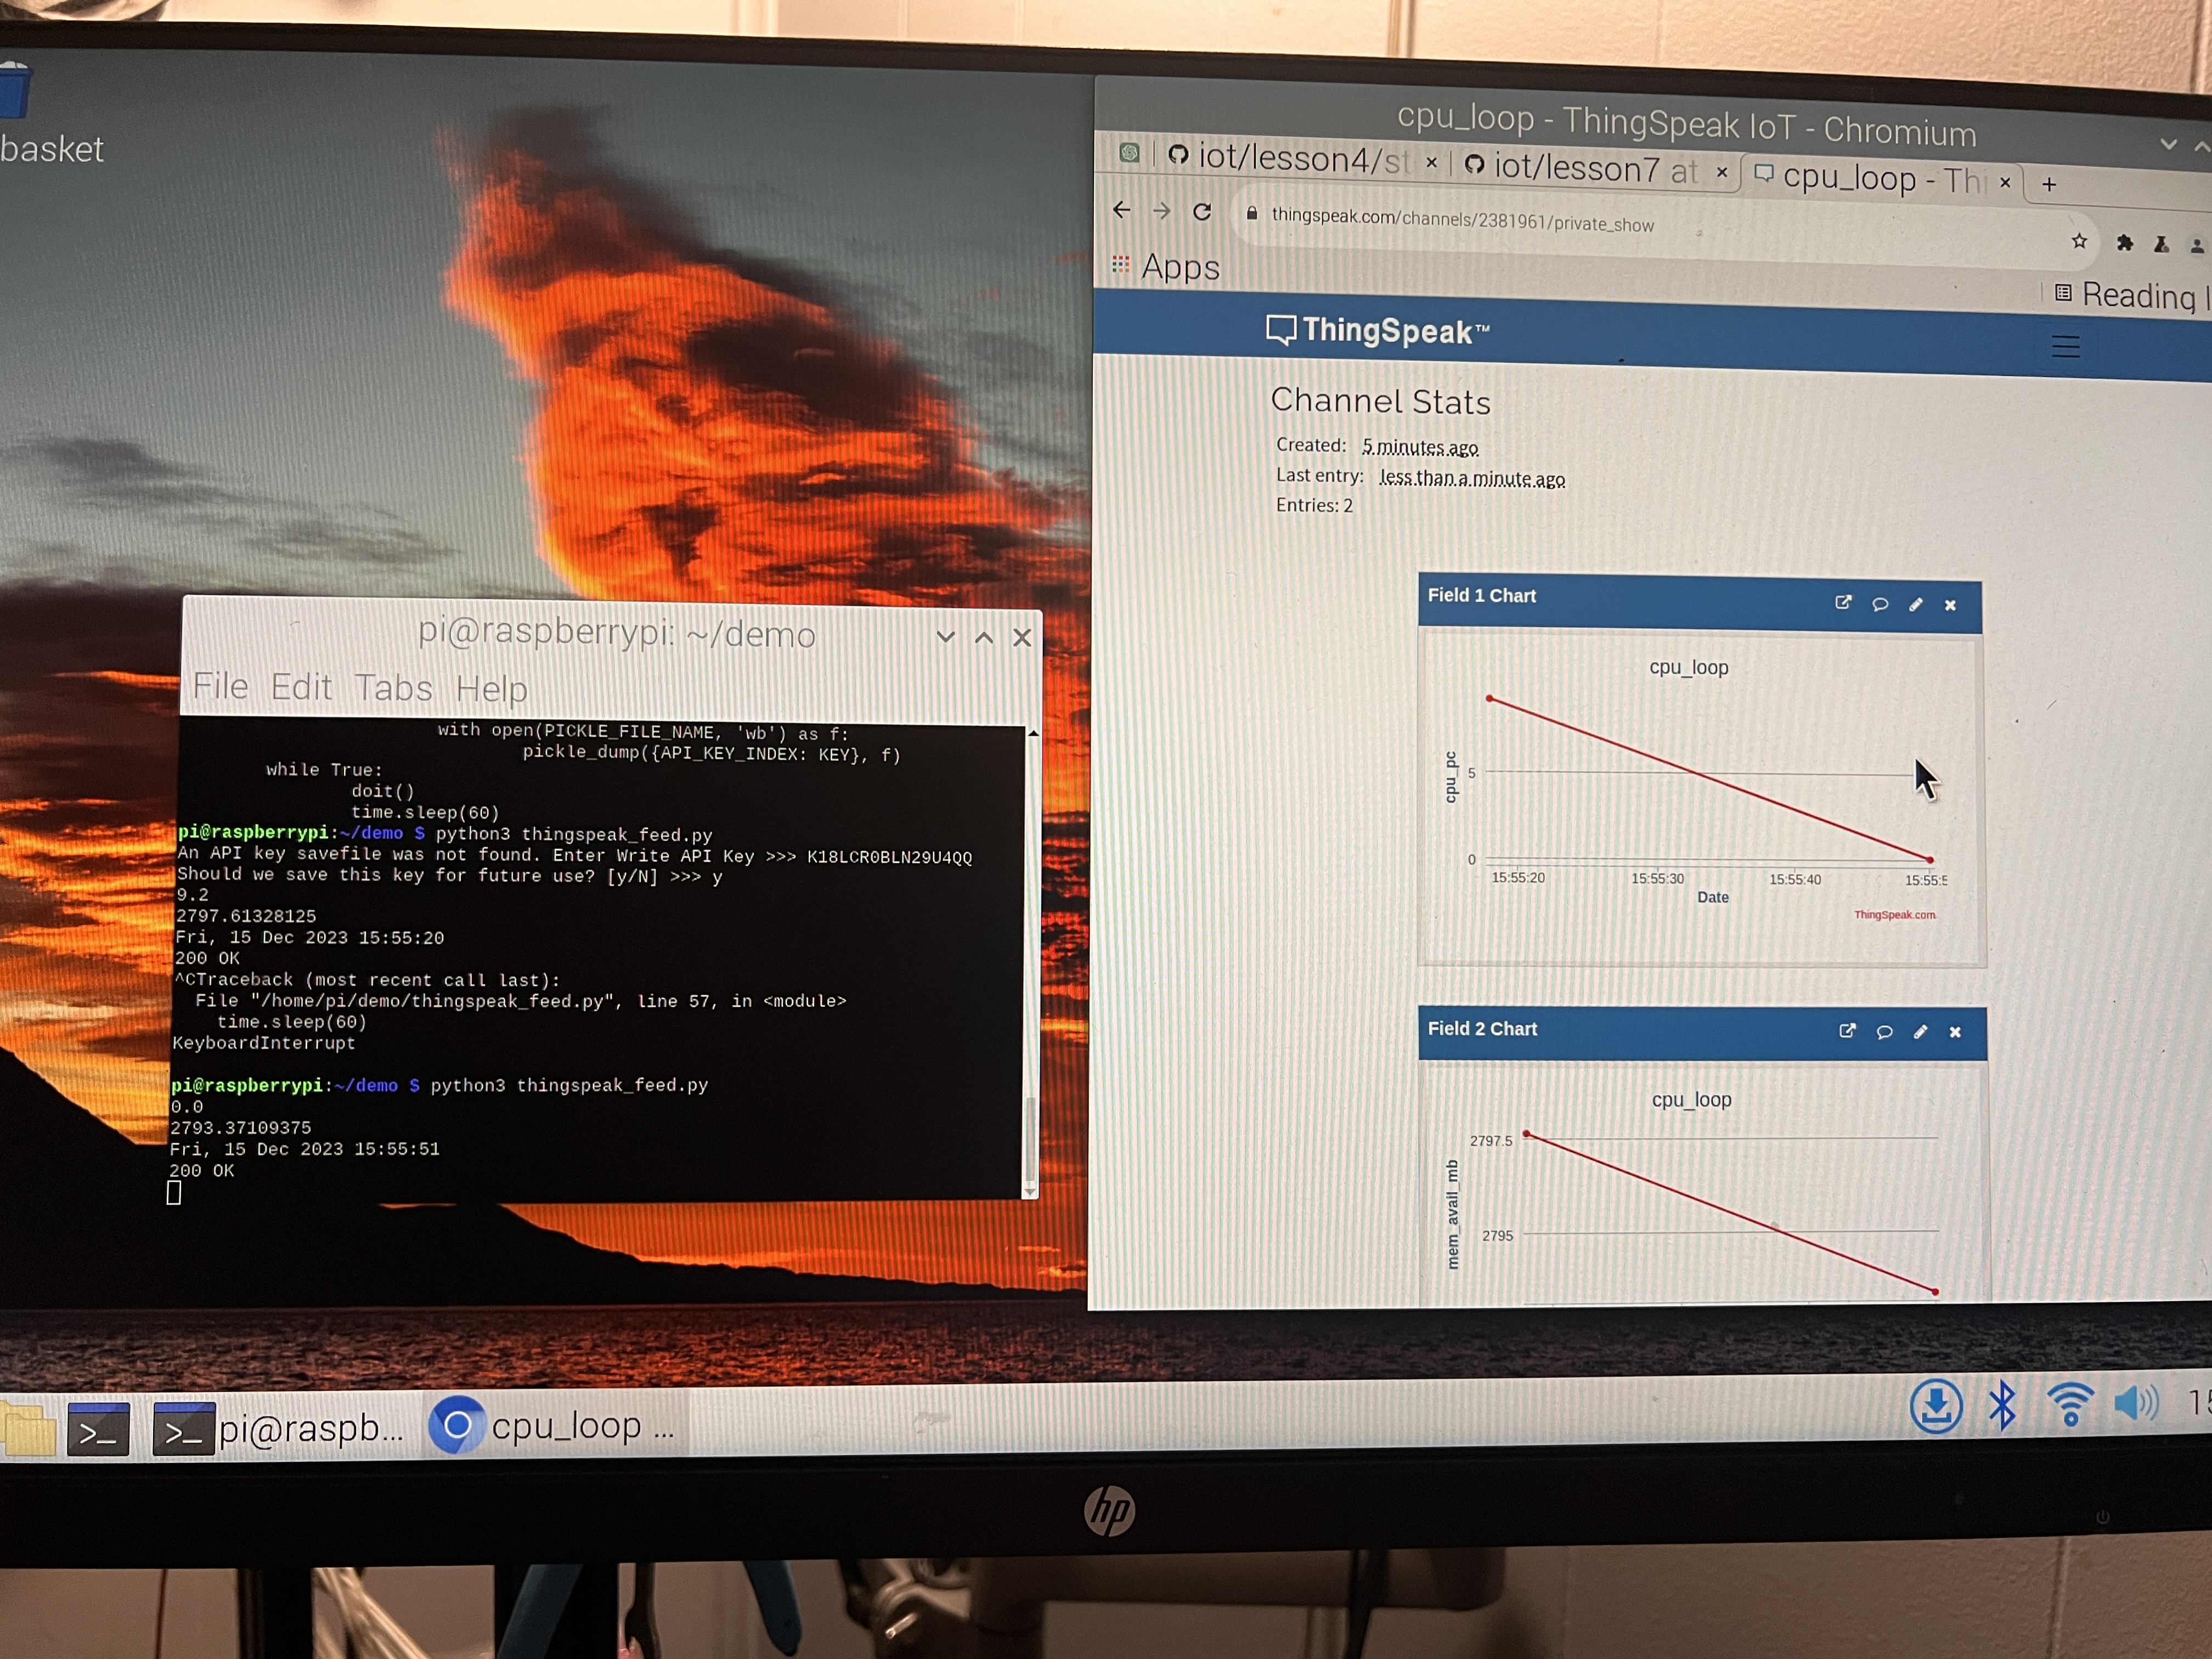 basket
pi@raspberrypi: ~/demo
File Edit Tabs Help
with open(PICKLE_FILE_NAME, 'wb') as f:
pickle_dump({API_KEY_INDEX: KEY}, f)
while True:
doit()
time.sleep(60)
pi@raspberrypi:~/demo $ python3 thingspeak_feed.py
An API key savefile was not found. Enter Write API Key >>> K18LCR0BLN29U4QQ
Should we save this key for future use? [y/N] >>> y
9.2
2797.61328125
Fri, 15 Dec 2023 15:55:20
200 OK
^CTraceback (most recent call last):
File "/home/pi/demo/thingspeak_feed.py", line 57, in <module>
time.sleep(60)
KeyboardInterrupt
pi@raspberrypi:~/demo $ python3 thingspeak_feed.py
0.0
2793.37109375
Fri, 15 Dec 2023 15:55:51
200 OK
cpu_loop - ThingSpeak IoT - Chromium
iot/lesson4/st × iot/lesson7 at × cpu_loop - Thi × +
thingspeak.com/channels/2381961/private_show
Apps
Reading l
ThingSpeak™
Channel Stats
Created: 5 minutes ago
Last entry: less than a minute ago
Entries: 2
Field 1 Chart
cpu_loop
cpu_pc
5
0
15:55:20 15:55:30 15:55:40 15:55:5
Date
ThingSpeak.com
Field 2 Chart
cpu_loop
mem_avail_mb
2797.5
2795
>_ >_ pi@raspb... cpu_loop ...
15
hp